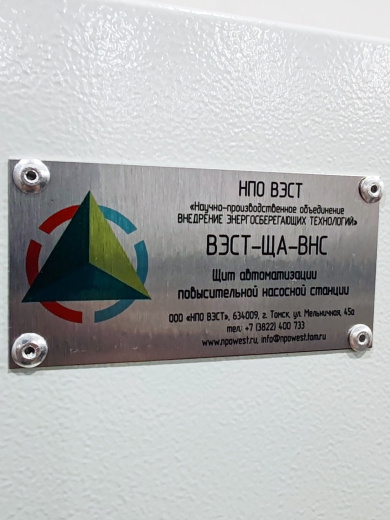 НПО ВЭСТ
«Научно-производственное объединение
ВНЕДРЕНИЕ ЭНЕРГОСБЕРЕГАЮЩИХ ТЕХНОЛОГИЙ»
ВЭСТ-ЩА-ВНС
Щит автоматизации
повысительной насосной станции
ООО «НПО ВЭСТ», 634009, г. Томск, ул. Мельничная, 45а
тел.: +7 (3822) 400 733
www.npowest.ru, info@npowest.tom.ru